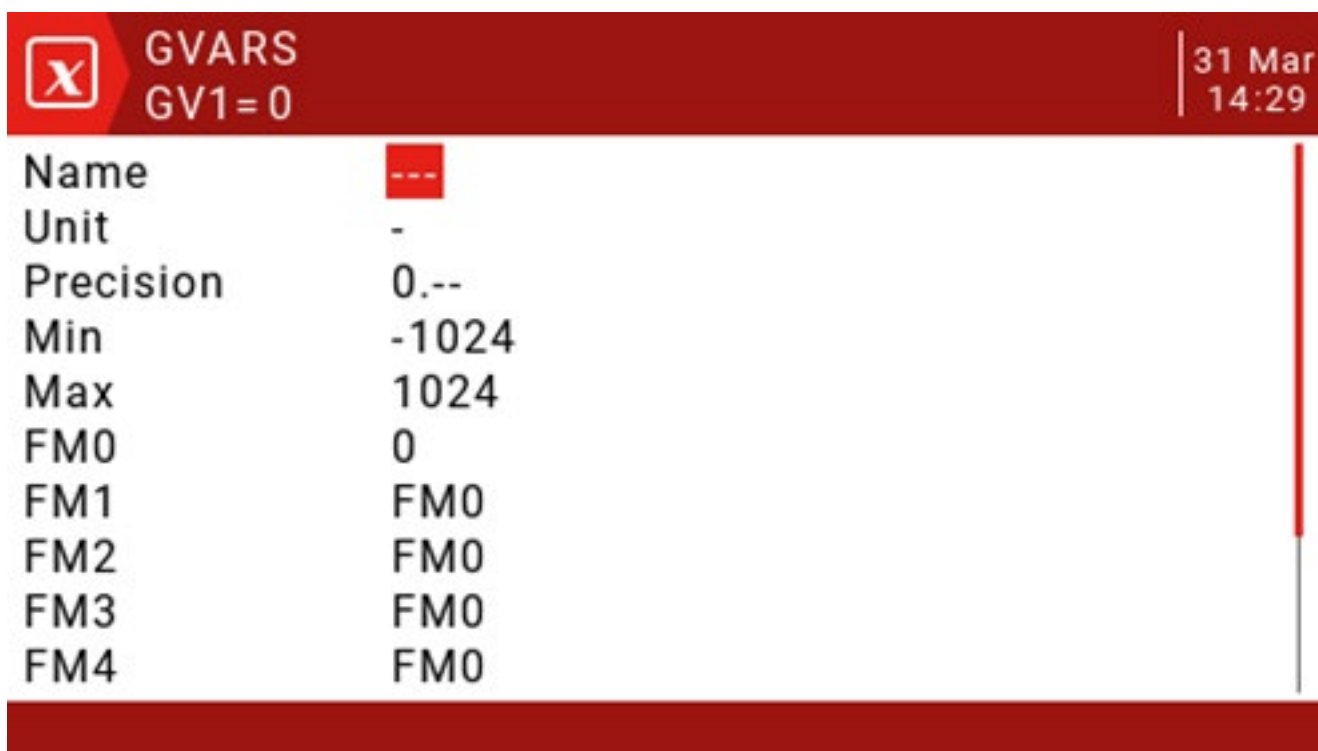 x
GVARS
GV1=0
31 Mar
14:29
Name ---
Unit -
Precision 0.--
Min -1024
Max 1024
FM0 0
FM1 FM0
FM2 FM0
FM3 FM0
FM4 FM0